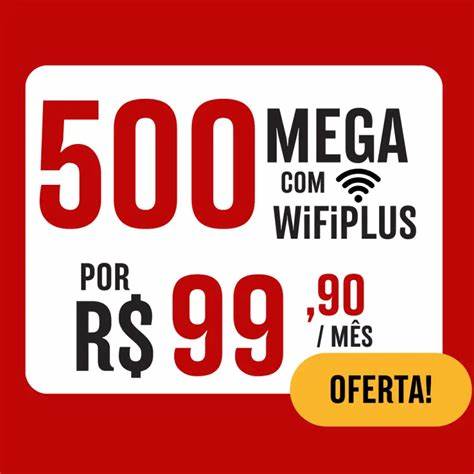 500 MEGA
COM
WiFiPLUS
POR
R$ 99,90
/ MÊS
OFERTA!